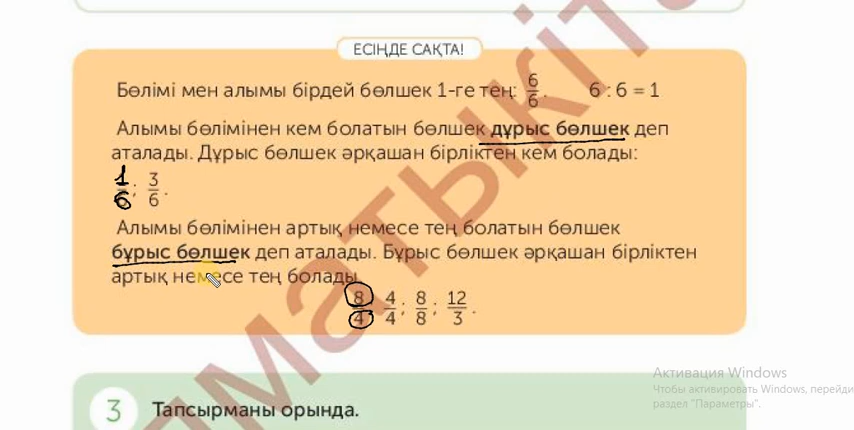 ЕСІҢДЕ САҚТА!
Бөлімі мен алымы бірдей бөлшек 1-ге тең: 6/6. 6 : 6 = 1
Алымы бөлімінен кем болатын бөлшек дұрыс бөлшек деп
аталады. Дұрыс бөлшек әрқашан бірліктен кем болады:
1/6; 3/6.
Алымы бөлімінен артық немесе тең болатын бөлшек
бұрыс бөлшек деп аталады. Бұрыс бөлшек әрқашан бірліктен
артық немесе тең болады
8/4 4/4; 8/8; 12/3.
Активация Windows
Чтобы активировать Windows, перейди
раздел "Параметры".
3 Тапсырманы орында.